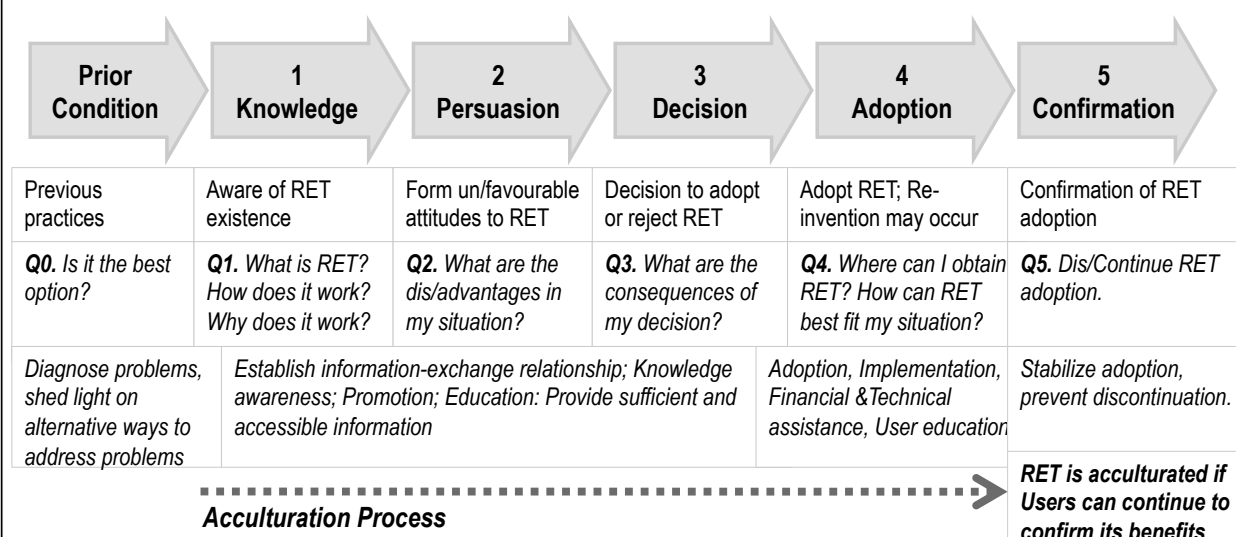 Prior
Condition
1
Knowledge
2
Persuasion
3
Decision
4
Adoption
5
Confirmation
Previous
practices
Aware of RET
existence
Form un/favourable
attitudes to RET
Decision to adopt
or reject RET
Adopt RET; Re-
invention may occur
Confirmation of RET
adoption
Q0. Is it the best
option?
Q1. What is RET?
How does it work?
Why does it work?
Q2. What are the
dis/advantages in
my situation?
Q3. What are the
consequences of
my decision?
Q4. Where can I obtain
RET? How can RET
best fit my situation?
Q5. Dis/Continue RET
adoption.
Diagnose problems,
shed light on
alternative ways to
address problems
Establish information-exchange relationship; Knowledge
awareness; Promotion; Education: Provide sufficient and
accessible information
Adoption, Implementation,
Financial &Technical
assistance, User education
Stabilize adoption,
prevent discontinuation.
Acculturation Process
RET is acculturated if
Users can continue to
confirm its benefits